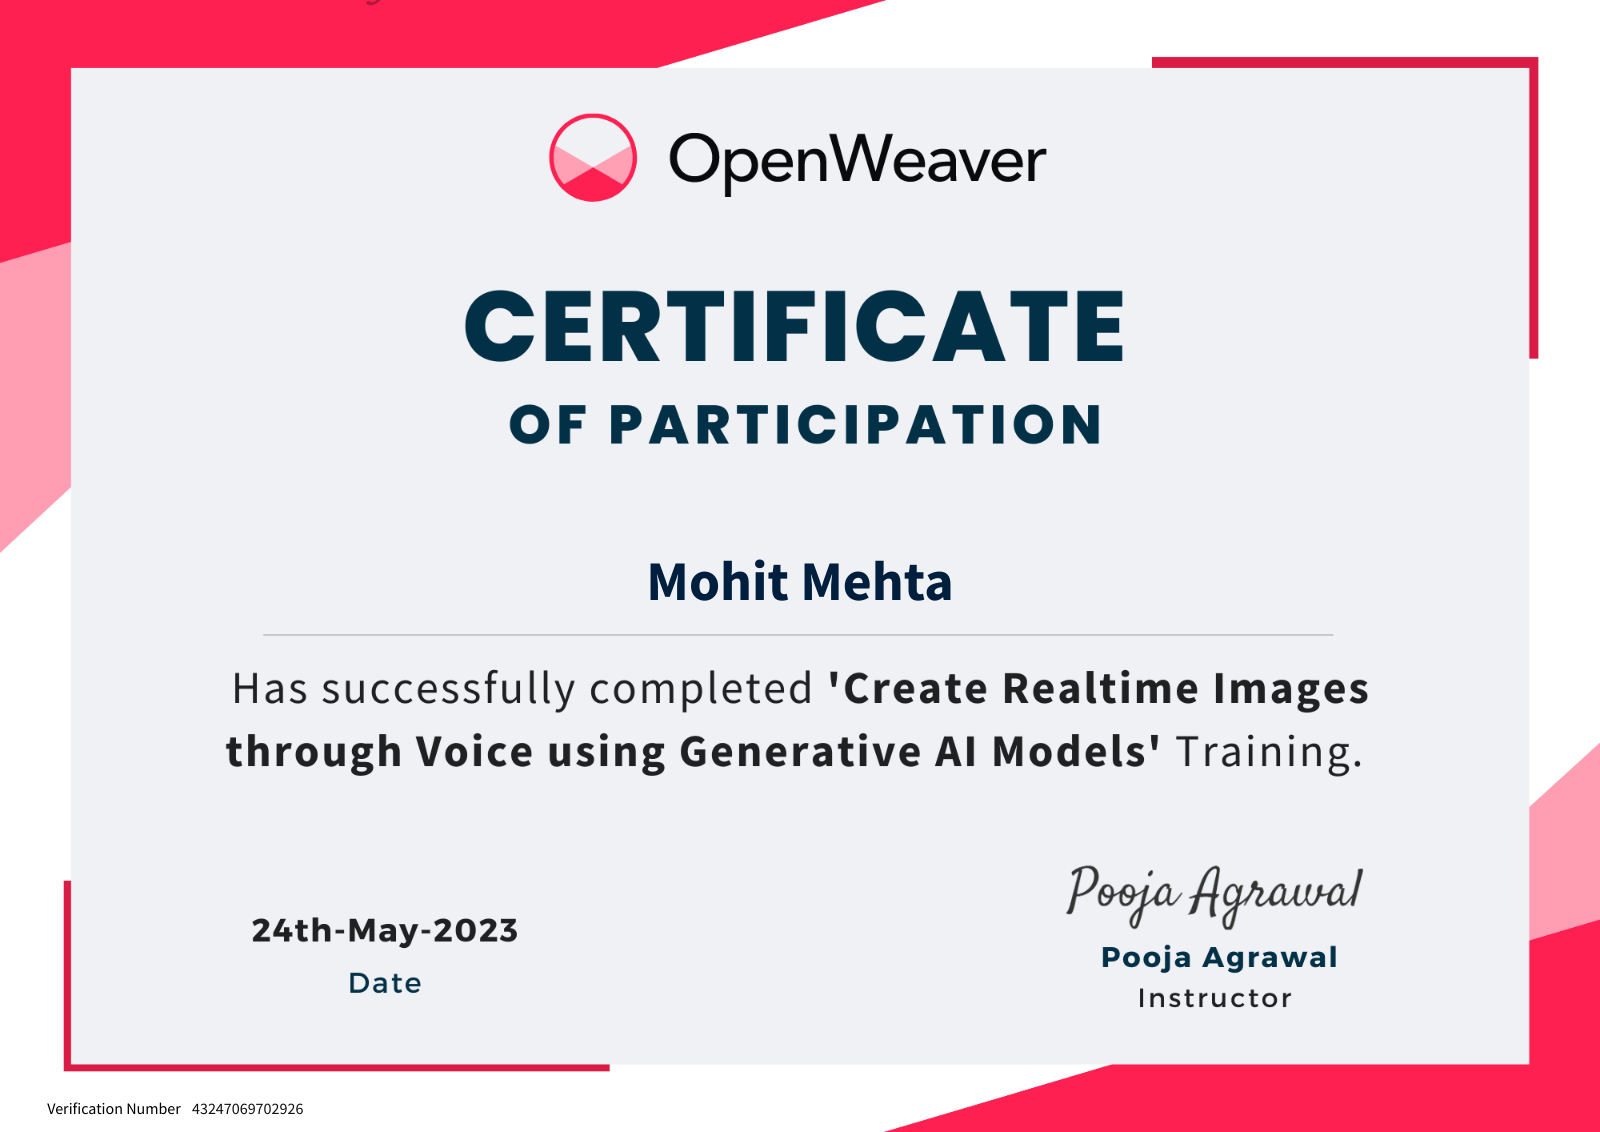 OpenWeaver
CERTIFICATE
OF PARTICIPATION
Mohit Mehta
Has successfully completed 'Create Realtime Images
through Voice using Generative AI Models' Training.
24th-May-2023
Date
Pooja Agrawal
Pooja Agrawal
Instructor
Verification Number 43247069702926